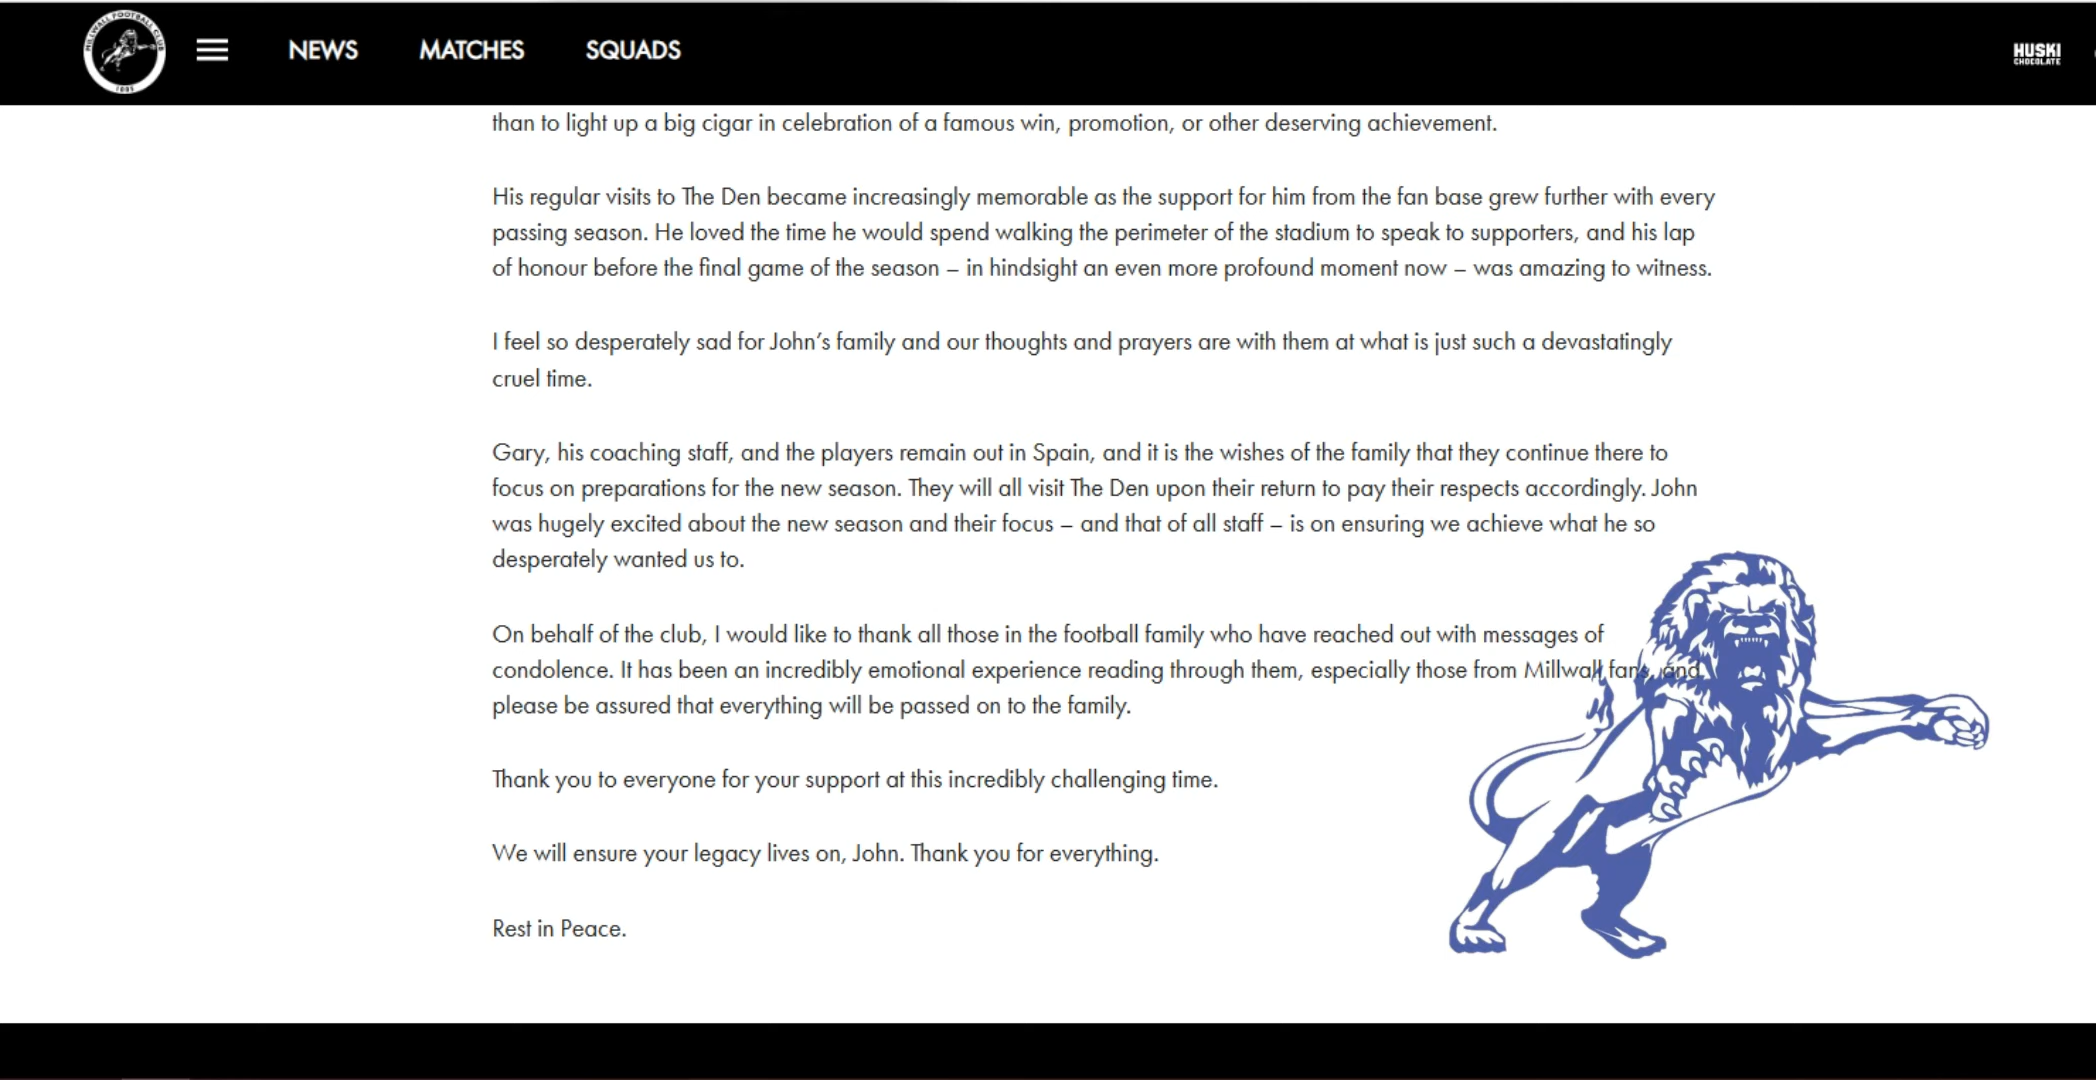 MILLWALL FOOTBALL CLUB
1885
NEWS
MATCHES
SQUADS
HUSKI
CHOCOLATE
than to light up a big cigar in celebration of a famous win, promotion, or other deserving achievement.
His regular visits to The Den became increasingly memorable as the support for him from the fan base grew further with every
passing season. He loved the time he would spend walking the perimeter of the stadium to speak to supporters, and his lap
of honour before the final game of the season – in hindsight an even more profound moment now – was amazing to witness.
I feel so desperately sad for John’s family and our thoughts and prayers are with them at what is just such a devastatingly
cruel time.
Gary, his coaching staff, and the players remain out in Spain, and it is the wishes of the family that they continue there to
focus on preparations for the new season. They will all visit The Den upon their return to pay their respects accordingly. John
was hugely excited about the new season and their focus – and that of all staff – is on ensuring we achieve what he so
desperately wanted us to.
On behalf of the club, I would like to thank all those in the football family who have reached out with messages of
condolence. It has been an incredibly emotional experience reading through them, especially those from Millwall fans, and
please be assured that everything will be passed on to the family.
Thank you to everyone for your support at this incredibly challenging time.
We will ensure your legacy lives on, John. Thank you for everything.
Rest in Peace.